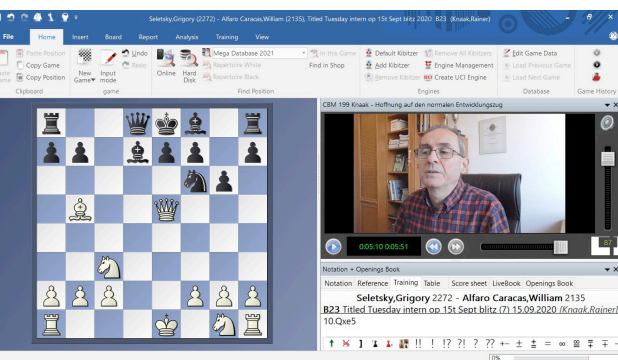 Seletsky,Grigory (2272) - Alfaro Caracas,William (2135), Titled Tuesday intern op 15t Sept blitz 2020 B23 (Knaak,Rainer)
File Home Insert Board Report Analysis Training View
Paste Position Undo Mega Database 2021 In this Game Default Kibitzer Remove All Kibitzers Edit Game Data
Copy Game Redo Repertoire White Find in Shop Add Kibitzer Engine Management Load Previous Game
Copy Position New Game Input mode Online Hard Disk Repertoire Black Remove Kibitzer Create UCI Engine Load Next Game
Clipboard game Find Position Engines Database Game History
CBM 199 Knaak - Hoffnung auf den normalen Entwicklungszug
0:05:10 0:05:51
87
Notation + Openings Book
Notation Reference Training Table Score sheet LiveBook Openings Book
Seletsky,Grigory 2272 - Alfaro Caracas,William 2135
B23 Titled Tuesday intern op 15t Sept blitz (7) 15.09.2020 [Knaak,Rainer]
10.Qxe5
!! ! !? ?! ? ?? +- ± ⩲ = ∞
0%